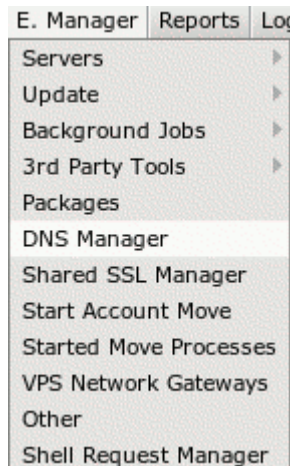 E. Manager Reports Log
Servers
Update
Background Jobs
3rd Party Tools
Packages
DNS Manager
Shared SSL Manager
Start Account Move
Started Move Processes
VPS Network Gateways
Other
Shell Request Manager